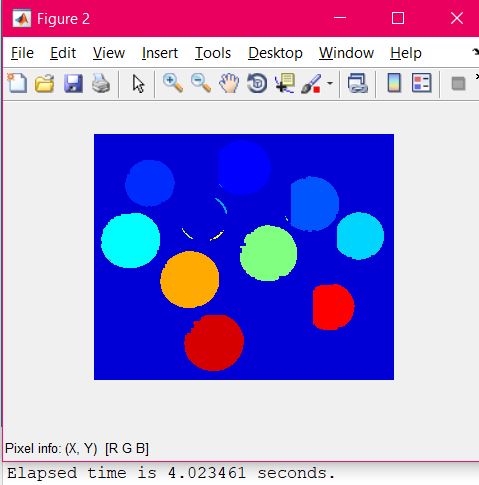 Figure 2
File Edit View Insert Tools Desktop Window Help
Pixel info: (X, Y) [R G B]
Elapsed time is 4.023461 seconds.